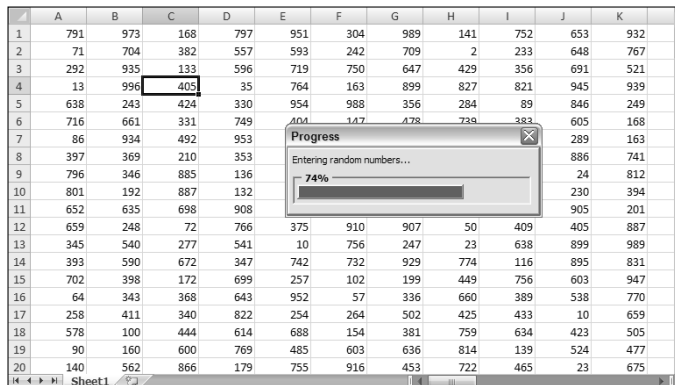 A B C D E F G H I J K
1 791 973 168 797 951 304 989 141 752 653 932
2 71 704 382 557 593 242 709 2 233 648 767
3 292 935 133 596 719 750 647 429 356 691 521
4 13 996 405 35 764 163 899 827 821 945 939
5 638 243 424 330 954 988 356 284 89 846 249
6 716 661 331 749 404 147 478 739 383 605 168
7 86 934 492 953 Progress 289 163
8 397 369 210 353 Entering random numbers... 886 741
9 796 346 885 136 74% 24 812
10 801 192 887 132 230 394
11 652 635 698 908 905 201
12 659 248 72 766 375 910 907 50 409 405 887
13 345 540 277 541 10 756 247 23 638 899 989
14 393 590 672 347 742 732 929 774 116 895 831
15 702 398 172 699 257 102 199 449 756 603 947
16 64 343 368 643 952 57 336 660 389 538 770
17 258 411 340 822 254 264 502 425 433 10 659
18 578 100 444 614 688 154 381 759 634 423 505
19 90 160 600 769 485 603 636 814 139 524 477
20 140 562 866 179 755 916 453 722 465 23 675
Sheet1